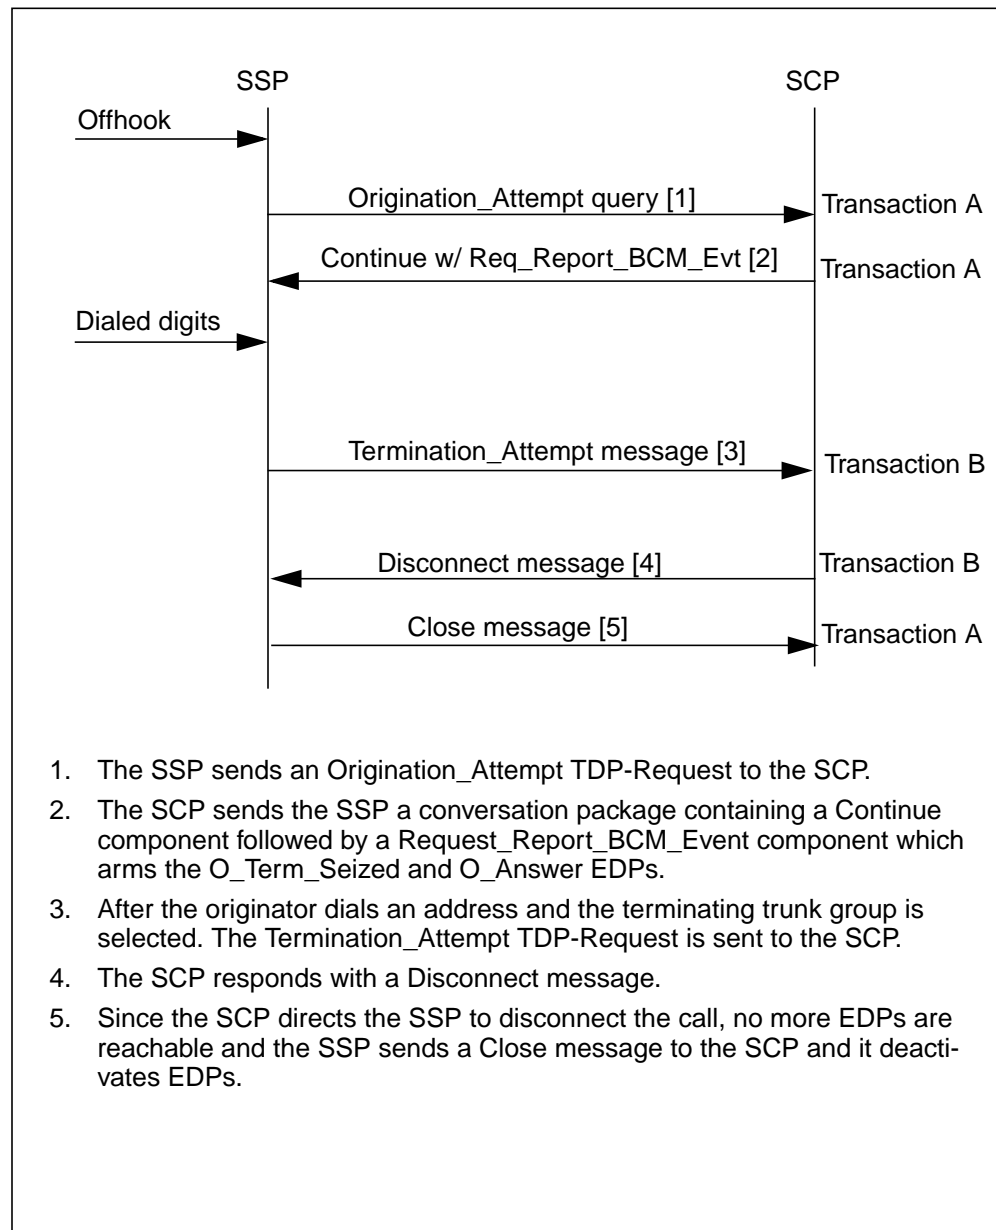 SSP SCP
Offhook
Origination_Attempt query [1] Transaction A
Continue w/ Req_Report_BCM_Evt [2] Transaction A
Dialed digits
Termination_Attempt message [3] Transaction B
Disconnect message [4] Transaction B
Close message [5] Transaction A
1. The SSP sends an Origination_Attempt TDP-Request to the SCP.
2. The SCP sends the SSP a conversation package containing a Continue
component followed by a Request_Report_BCM_Event component which
arms the O_Term_Seized and O_Answer EDPs.
3. After the originator dials an address and the terminating trunk group is
selected. The Termination_Attempt TDP-Request is sent to the SCP.
4. The SCP responds with a Disconnect message.
5. Since the SCP directs the SSP to disconnect the call, no more EDPs are
reachable and the SSP sends a Close message to the SCP and it deacti-
vates EDPs.